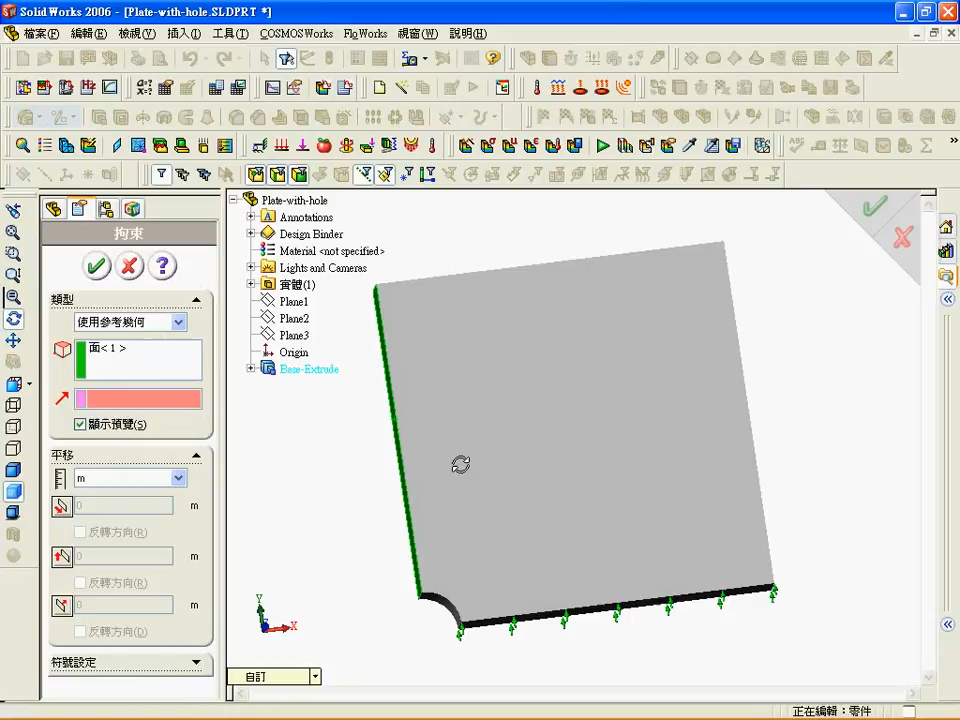 SolidWorks 2006 - [Plate-with-hole.SLDPRT *]
檔案(F) 編輯(E) 檢視(V) 插入(I) 工具(T) COSMOSWorks FloWorks 視窗(W) 說明(H)
拘束
類型
使用參考幾何
面< 1 >
顯示預覽(S)
平移
m
0 m
反轉方向(R)
0 m
反轉方向(R)
0 m
反轉方向(D)
符號設定
Plate-with-hole
Annotations
Design Binder
Material <not specified>
Lights and Cameras
實體(1)
Plane1
Plane2
Plane3
Origin
Base-Extrude
Y
X
自訂
正在編輯：零件